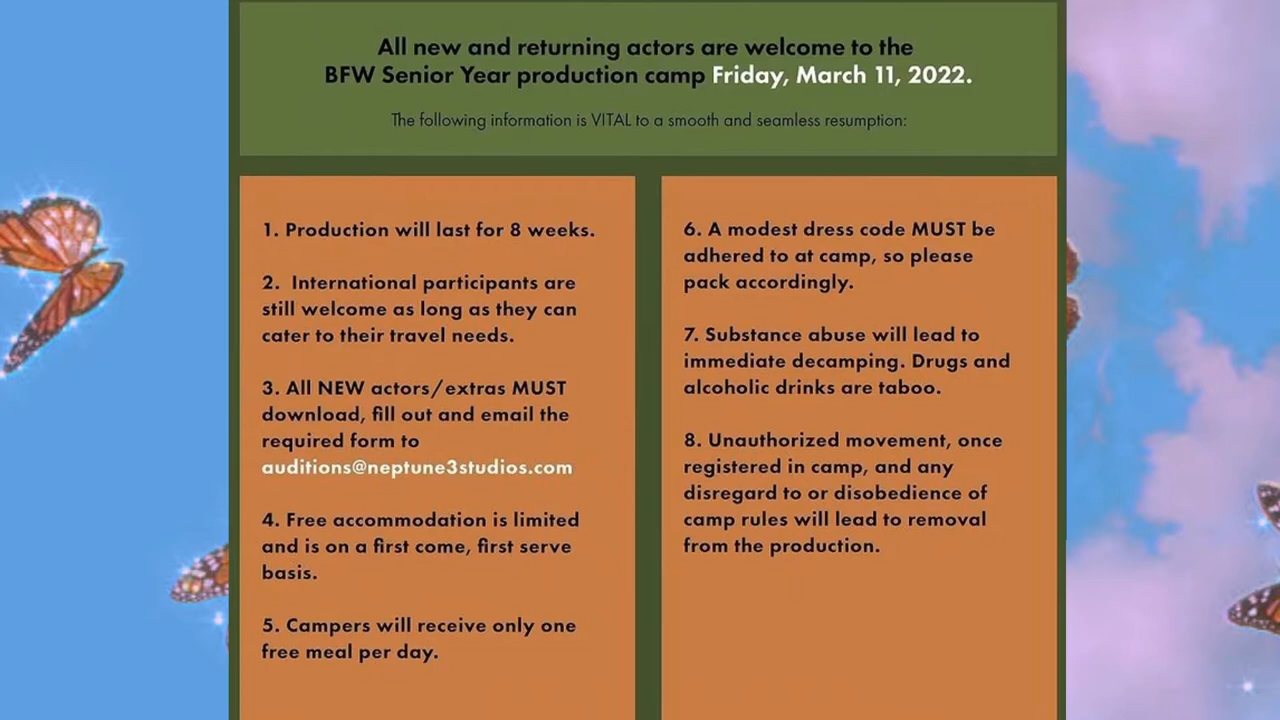 All new and returning actors are welcome to the
BFW Senior Year production camp Friday, March 11, 2022.
The following information is VITAL to a smooth and seamless resumption:
1. Production will last for 8 weeks.
2. International participants are
still welcome as long as they can
cater to their travel needs.
3. All NEW actors/extras MUST
download, fill out and email the
required form to
auditions@neptune3studios.com
4. Free accommodation is limited
and is on a first come, first serve
basis.
5. Campers will receive only one
free meal per day.
6. A modest dress code MUST be
adhered to at camp, so please
pack accordingly.
7. Substance abuse will lead to
immediate decamping. Drugs and
alcoholic drinks are taboo.
8. Unauthorized movement, once
registered in camp, and any
disregard to or disobedience of
camp rules will lead to removal
from the production.